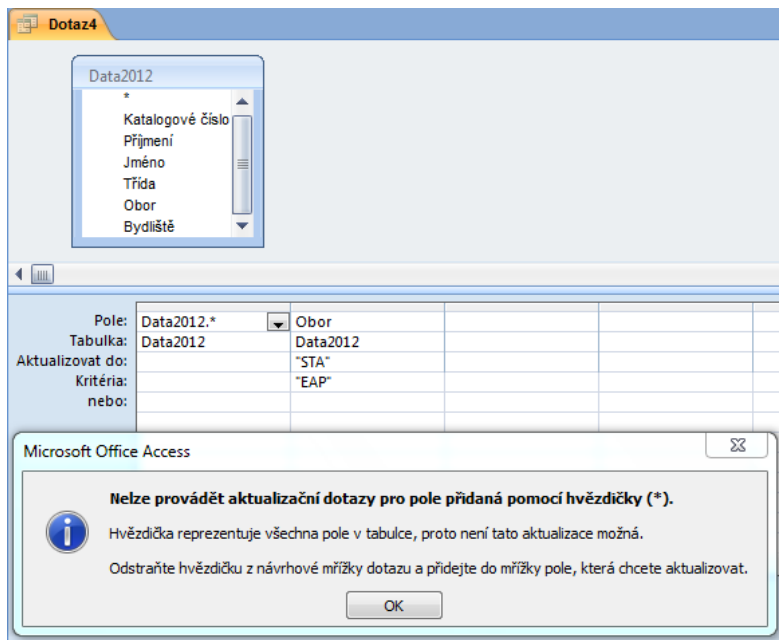 Dotaz4
Data2012
*
Katalogové číslo
Příjmení
Jméno
Třída
Obor
Bydliště
Pole: Data2012.* Obor
Tabulka: Data2012 Data2012
Aktualizovat do: "STA"
Kritéria: "EAP"
nebo:
Microsoft Office Access
Nelze provádět aktualizační dotazy pro pole přidaná pomocí hvězdičky (*).
Hvězdička reprezentuje všechna pole v tabulce, proto není tato aktualizace možná.
Odstraňte hvězdičku z návrhové mřížky dotazu a přidejte do mřížky pole, která chcete aktualizovat.
OK